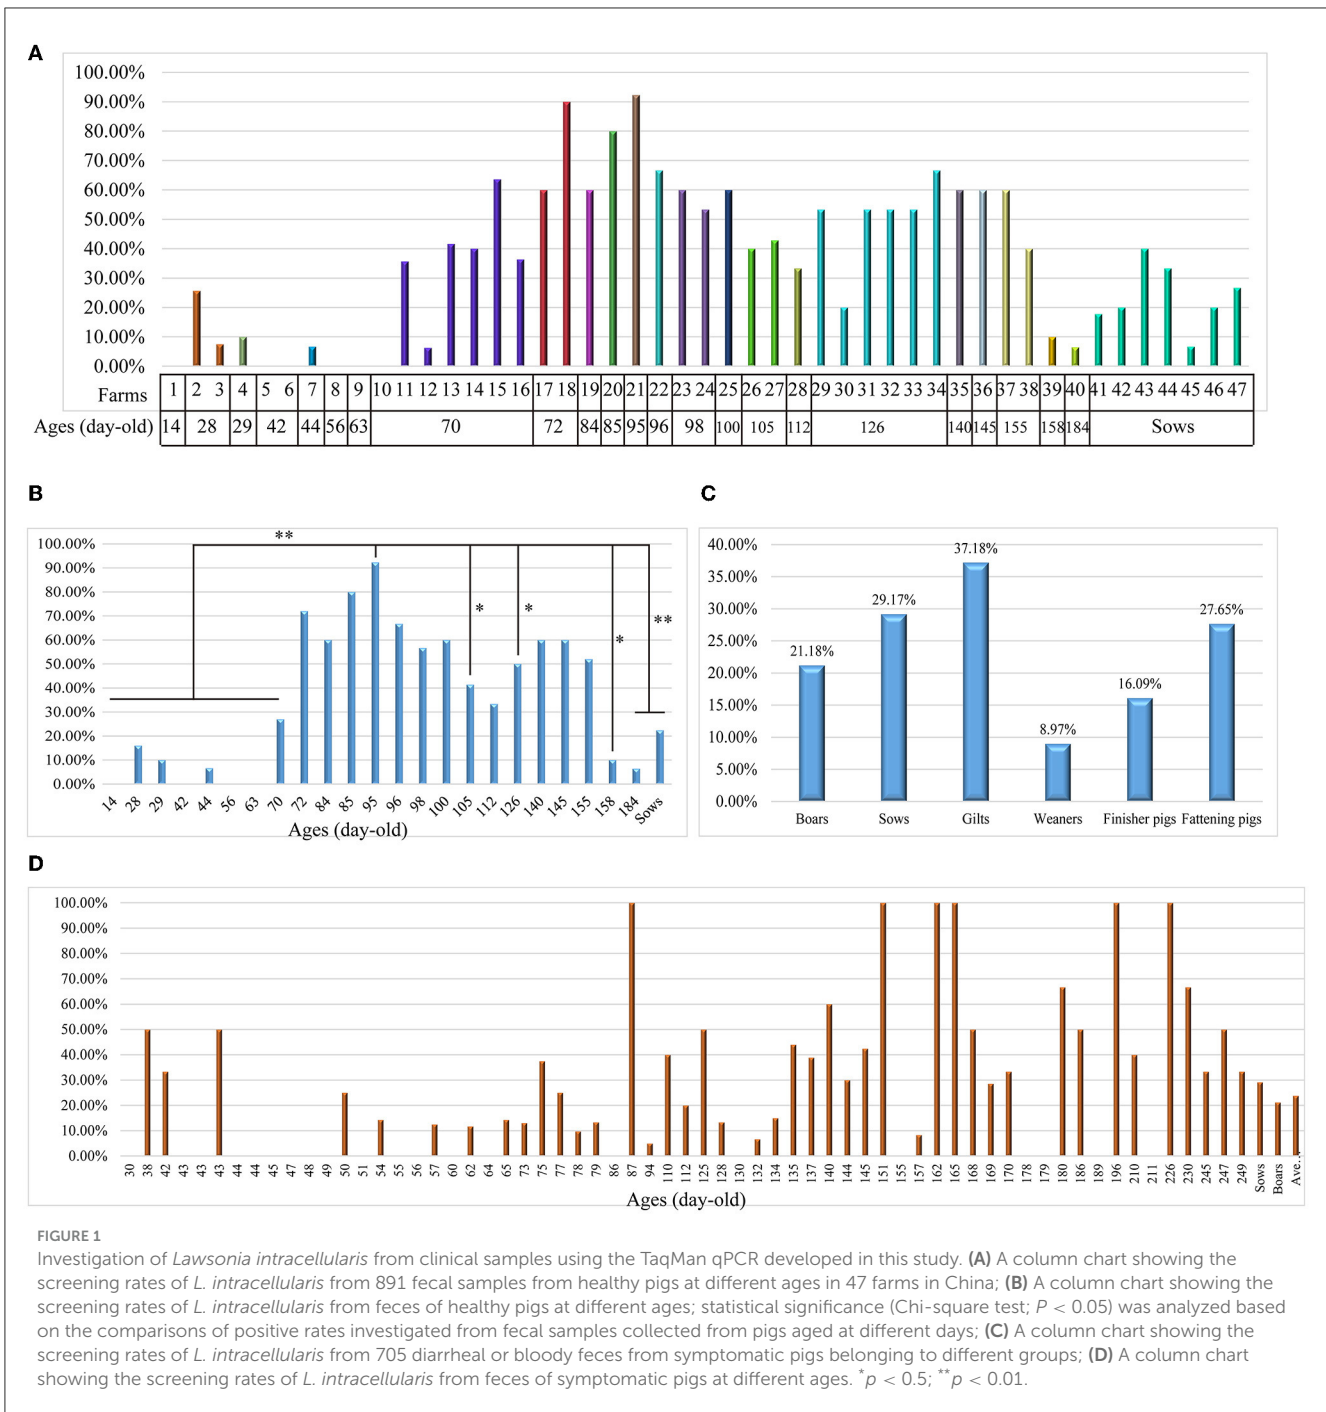 A
100.00%
90.00%
80.00%
70.00%
60.00%
50.00%
40.00%
30.00%
20.00%
10.00%
0.00%
Farms 1 2 3 4 5 6 7 8 9 10 11 12 13 14 15 16 17 18 19 20 21 22 23 24 25 26 27 28 29 30 31 32 33 34 35 36 37 38 39 40 41 42 43 44 45 46 47
Ages (day-old) 14 28 29 42 44 56 63 70 72 84 85 95 96 98 100 105 112 126 140 145 155 158 184 Sows
B
100.00%
90.00%
80.00%
70.00%
60.00%
50.00%
40.00%
30.00%
20.00%
10.00%
0.00%
**
*
*
*
**
14 28 29 42 44 56 63 70 72 84 85 95 96 98 100 105 112 126 140 145 155 158 184 Sows
Ages (day-old)
C
40.00%
35.00%
30.00%
25.00%
20.00%
15.00%
10.00%
5.00%
0.00%
21.18%
29.17%
37.18%
8.97%
16.09%
27.65%
Boars Sows Gilts Weaners Finisher pigs Fattening pigs
D
100.00%
90.00%
80.00%
70.00%
60.00%
50.00%
40.00%
30.00%
20.00%
10.00%
0.00%
30 38 42 43 43 43 44 44 45 47 48 49 50 51 54 55 56 57 60 62 64 65 73 75 77 78 79 86 87 94 110 112 125 128 130 132 134 135 137 140 144 145 151 155 157 162 165 168 169 170 178 179 180 186 189 196 210 211 226 230 245 247 249 Sows Boars Ave...
Ages (day-old)
FIGURE 1
Investigation of Lawsonia intracellularis from clinical samples using the TaqMan qPCR developed in this study. (A) A column chart showing the
screening rates of L. intracellularis from 891 fecal samples from healthy pigs at different ages in 47 farms in China; (B) A column chart showing the
screening rates of L. intracellularis from feces of healthy pigs at different ages; statistical significance (Chi-square test; P < 0.05) was analyzed based
on the comparisons of positive rates investigated from fecal samples collected from pigs aged at different days; (C) A column chart showing the
screening rates of L. intracellularis from 705 diarrheal or bloody feces from symptomatic pigs belonging to different groups; (D) A column chart
showing the screening rates of L. intracellularis from feces of symptomatic pigs at different ages. *p < 0.5; **p < 0.01.